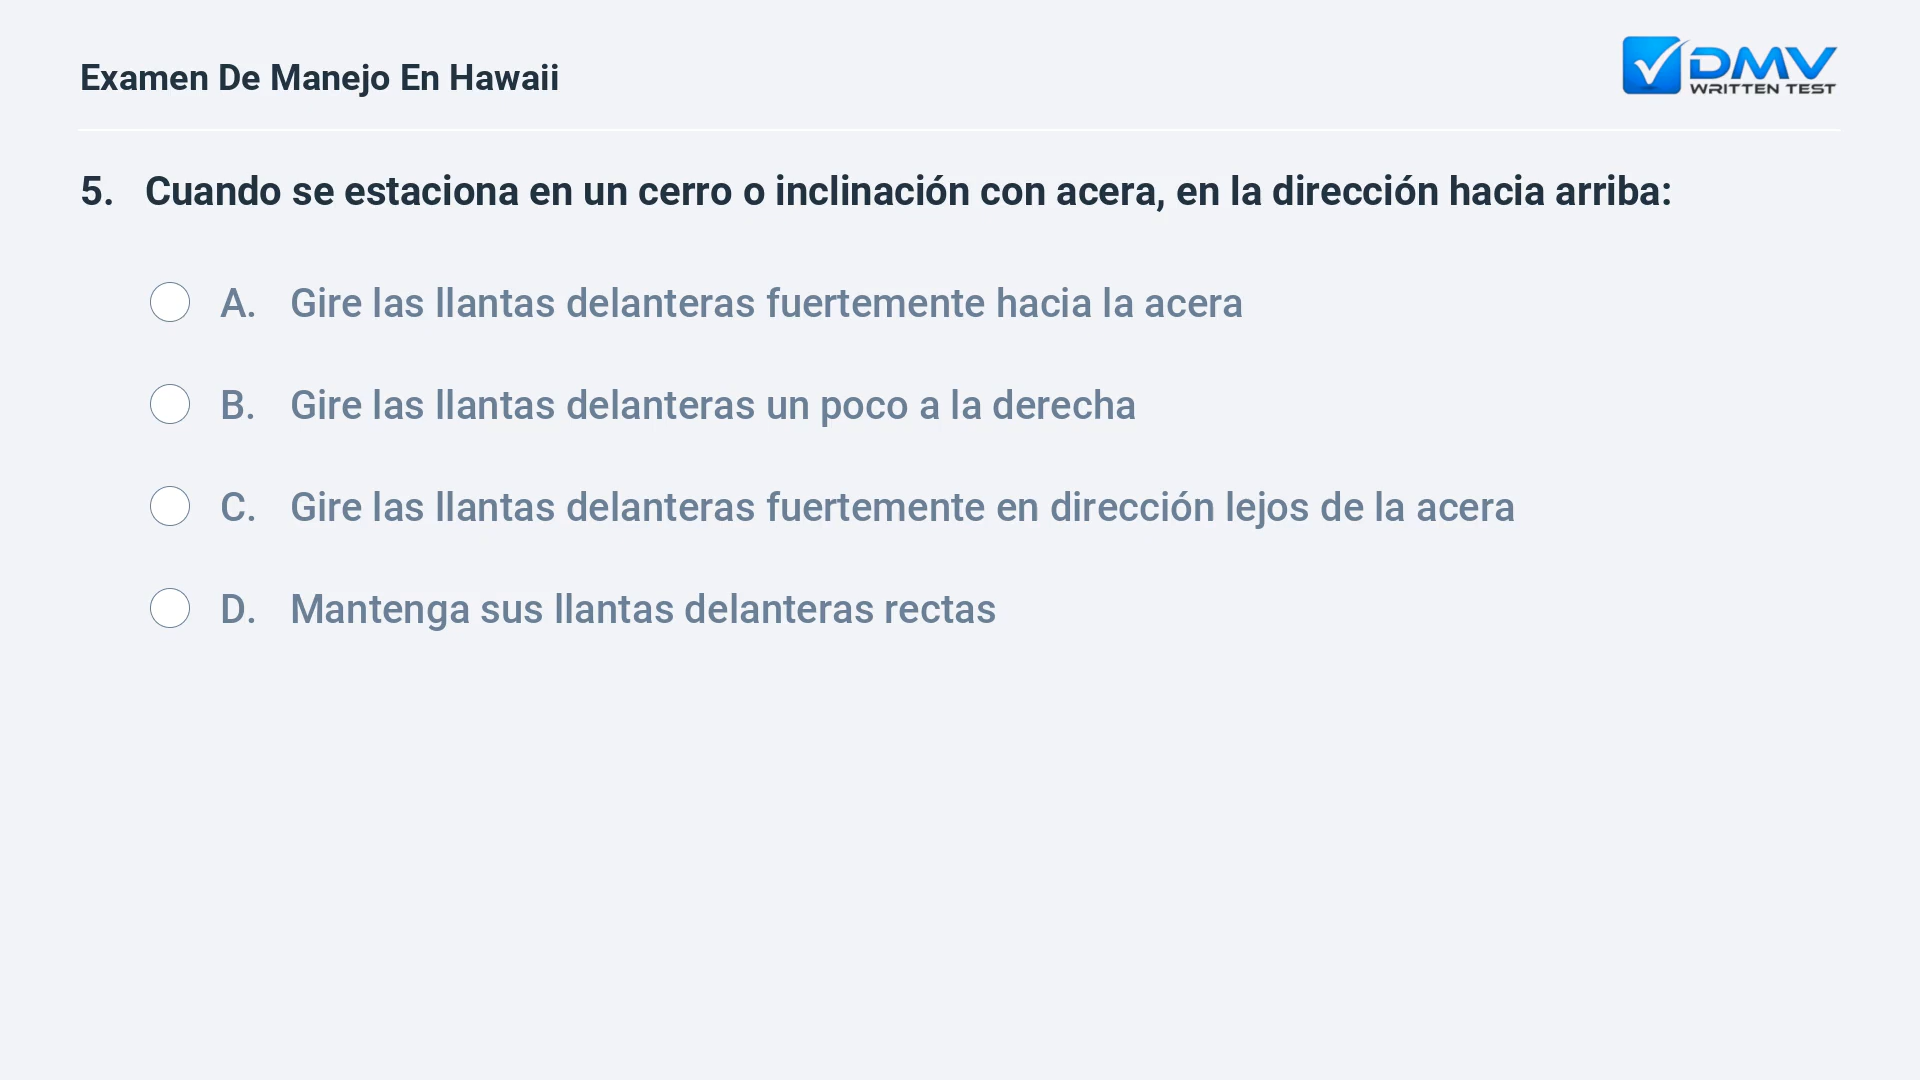 Examen De Manejo En Hawaii
DMV
WRITTEN TEST
5. Cuando se estaciona en un cerro o inclinación con acera, en la dirección hacia arriba:
A. Gire las llantas delanteras fuertemente hacia la acera
B. Gire las llantas delanteras un poco a la derecha
C. Gire las llantas delanteras fuertemente en dirección lejos de la acera
D. Mantenga sus llantas delanteras rectas